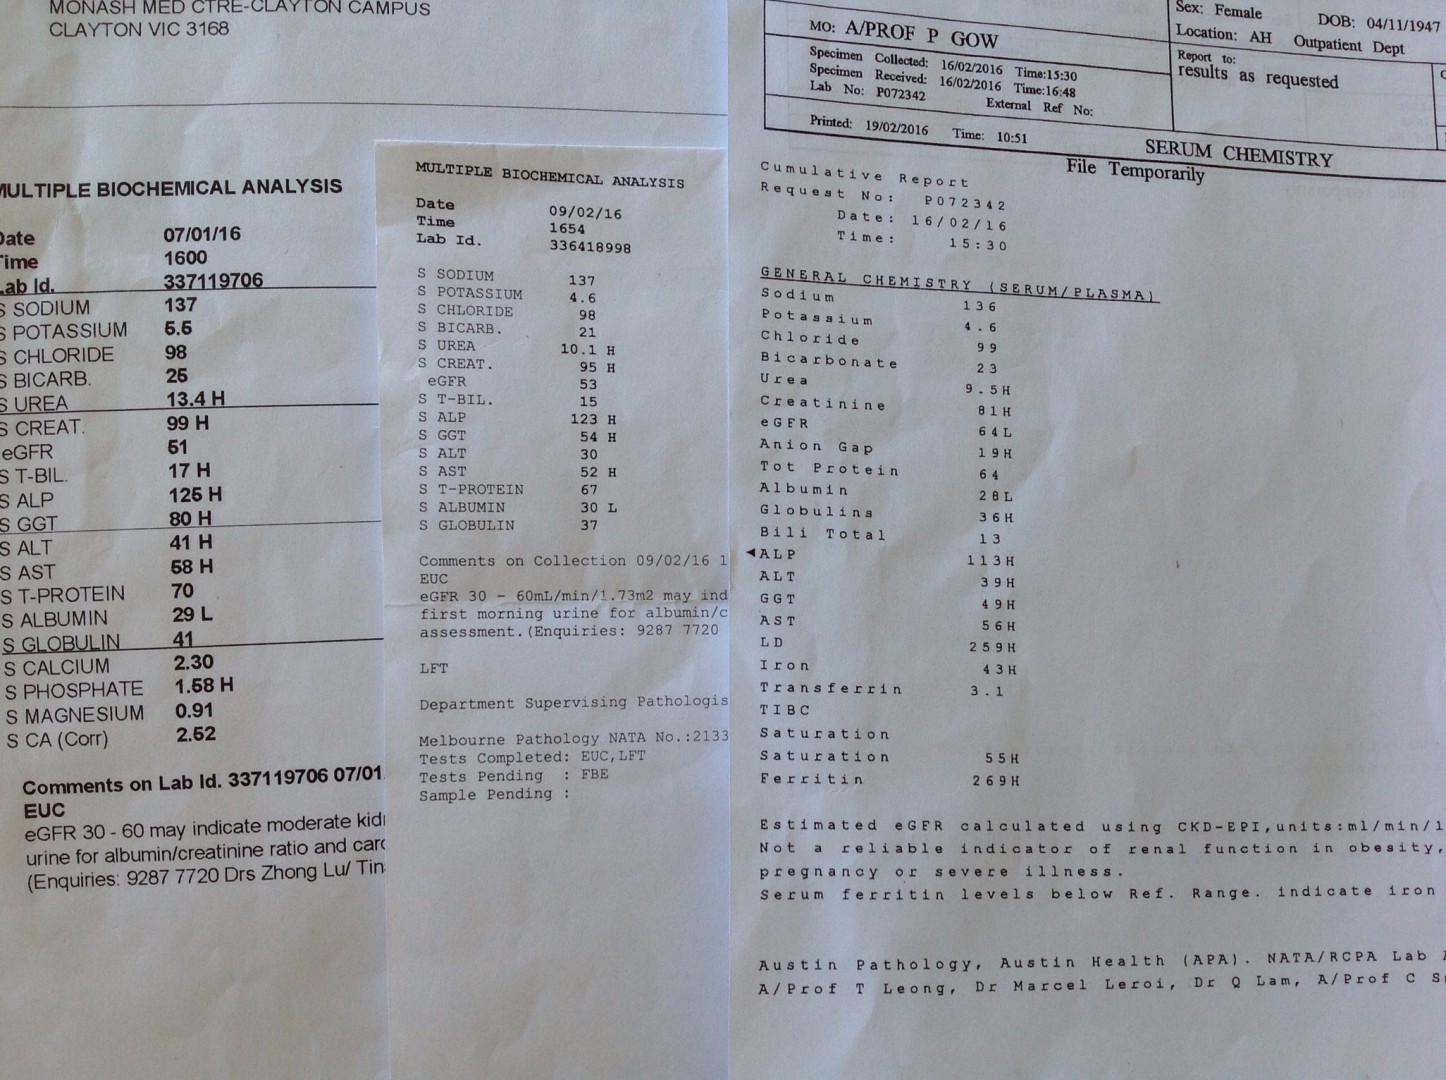 MONASH MED CTRE-CLAYTON CAMPUS
CLAYTON VIC 3168
MULTIPLE BIOCHEMICAL ANALYSIS
Date 07/01/16
Time 1600
Lab Id. 337119706
S SODIUM 137
S POTASSIUM 5.5
S CHLORIDE 98
S BICARB. 25
S UREA 13.4 H
S CREAT. 99 H
eGFR 51
S T-BIL. 17 H
S ALP 125 H
S GGT 80 H
S ALT 41 H
S AST 58 H
S T-PROTEIN 70
S ALBUMIN 29 L
S GLOBULIN 41
S CALCIUM 2.30
S PHOSPHATE 1.58 H
S MAGNESIUM 0.91
S CA (Corr) 2.52
Comments on Lab Id. 337119706 07/01
EUC
eGFR 30 - 60 may indicate moderate
urine for albumin/creatinine ratio and
(Enquiries: 9287 7720 Drs Zhong Lu/
MULTIPLE BIOCHEMICAL ANALYSIS
Date 09/02/16
Time 1654
Lab Id. 336418998
S SODIUM 137
S POTASSIUM 4.6
S CHLORIDE 98
S BICARB. 21
S UREA 10.1 H
S CREAT. 95 H
eGFR 53
S T-BIL. 15
S ALP 123 H
S GGT 54 H
S ALT 30
S AST 52 H
S T-PROTEIN 67
S ALBUMIN 30 L
S GLOBULIN 37
Comments on Collection 09/02/16 1
EUC
eGFR 30 - 60mL/min/1.73m2 may ind
first morning urine for albumin/c
assessment.(Enquiries: 9287 7720
LFT
Department Supervising Pathologis
Melbourne Pathology NATA No.:2133
Tests Completed: EUC,LFT
Tests Pending : FBE
Sample Pending :
Sex: Female DOB: 04/11/1947
MO: A/PROF P GOW
Location: AH Outpatient Dept
Specimen Collected: 16/02/2016 Time:15:30
Specimen Received: 16/02/2016 Time:16:48
Lab No: P072342 External Ref No:
Report to:
results as requested
Printed: 19/02/2016 Time: 10:51
SERUM CHEMISTRY
File Temporarily
Cumulative Report
Request No: P072342
Date: 16/02/16
Time: 15:30
GENERAL CHEMISTRY (SERUM/PLASMA)
Sodium 136
Potassium 4.6
Chloride 99
Bicarbonate 23
Urea 9.5H
Creatinine 81H
eGFR 64L
Anion Gap 19H
Tot Protein 64
Albumin 28L
Globulins 36H
Bili Total 13
◄ALP 113H
ALT 39H
GGT 49H
AST 56H
LD 259H
Iron 43H
Transferrin 3.1
TIBC
Saturation
Saturation 55H
Ferritin 269H
Estimated eGFR calculated using CKD-EPI,units:ml/min/1
Not a reliable indicator of renal function in obesity,
pregnancy or severe illness.
Serum ferritin levels below Ref. Range. indicate iron
Austin Pathology, Austin Health (APA). NATA/RCPA Lab
A/Prof T Leong, Dr Marcel Leroi, Dr Q Lam, A/Prof C